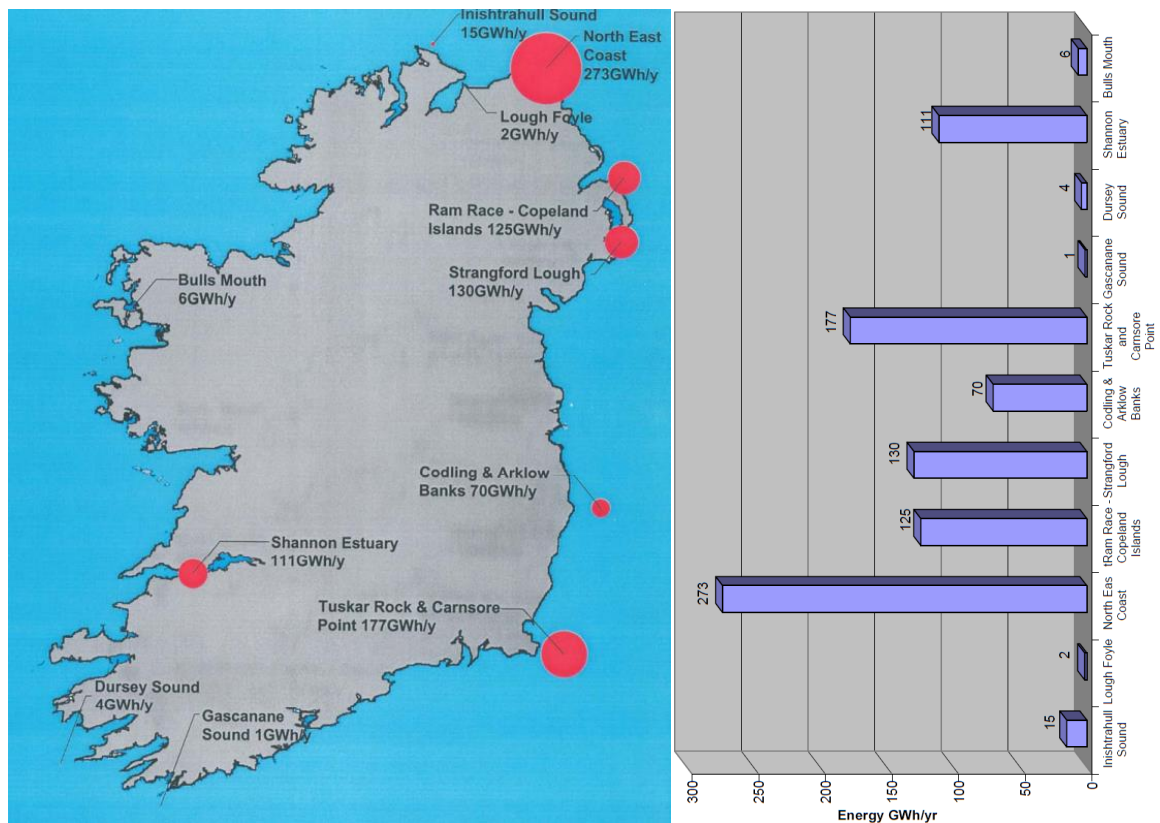 Inishtrahull Sound
15GWh/y
North East
Coast
273GWh/y
Lough Foyle
2GWh/y
Ram Race - Copeland
Islands 125GWh/y
Strangford Lough
130GWh/y
Bulls Mouth
6GWh/y
Codling & Arklow
Banks 70GWh/y
Shannon Estuary
111GWh/y
Tuskar Rock & Carnsore
Point 177GWh/y
Dursey Sound
4GWh/y
Gascanane
Sound 1GWh/y
6
111
4
1
177
70
130
125
273
2
15
Bulls Mouth
Shannon
Estuary
Dursey
Sound
Gascanane
Sound
Tuskar Rock
and
Carnsore
Point
Codling &
Arklow
Banks
Strangford
Lough
tRam Race -
Copeland
Islands
North Eas
Coast
Lough Foyle
Inishtrahull
Sound
300
250
200
150
100
50
0
Energy GWh/yr